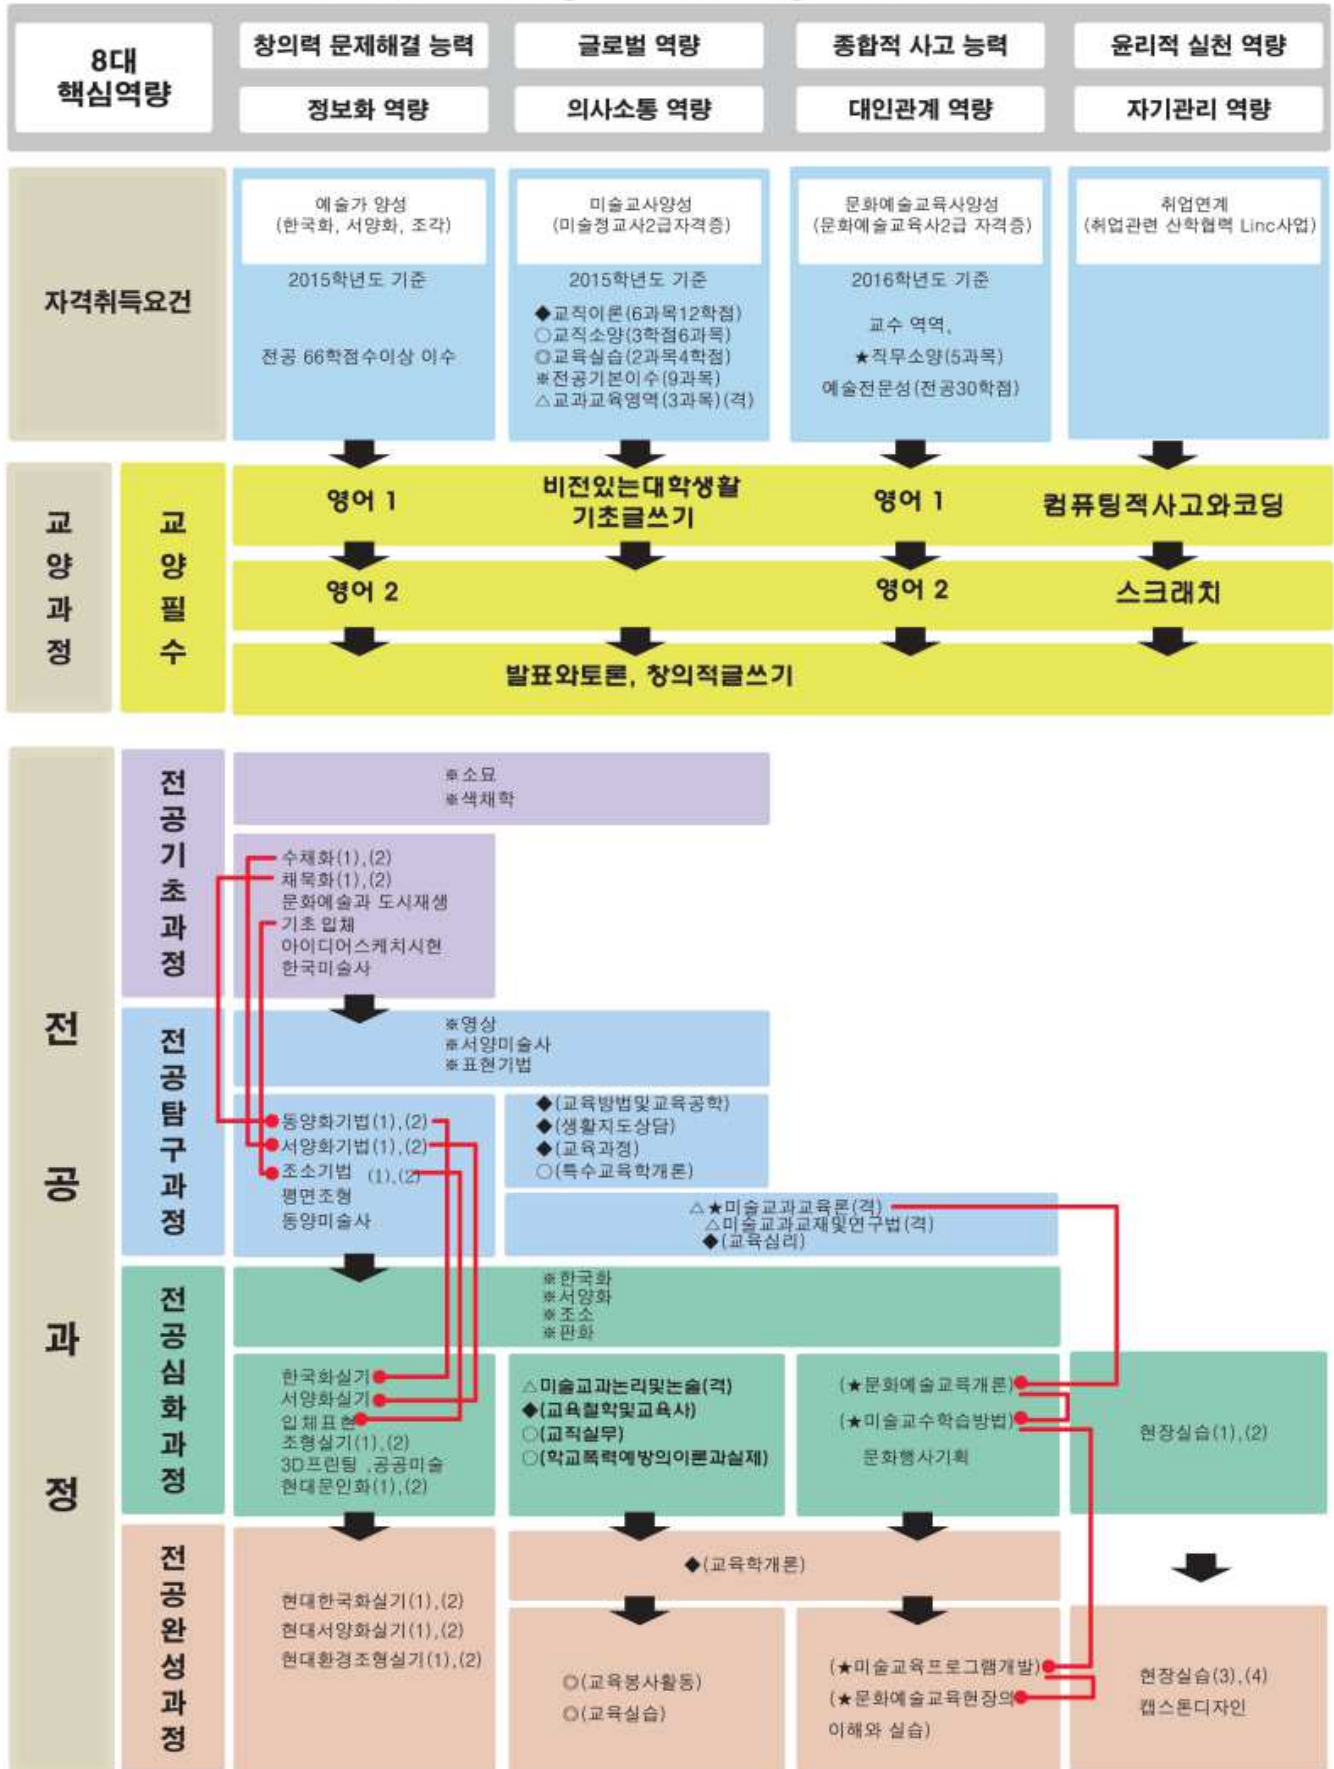 8대
핵심역량
창의력 문제해결 능력
글로벌 역량
종합적 사고 능력
윤리적 실천 역량
정보화 역량
의사소통 역량
대인관계 역량
자기관리 역량
자격취득요건
예술가 양성
(한국화, 서양화, 조각)
2015학년도 기준
전공 66학점수이상 이수
미술교사양성
(미술정교사2급자격증)
2015학년도 기준
◆교직이론(6과목12학점)
○교직소양(3학점6과목)
◎교육실습(2과목4학점)
※전공기본이수(9과목)
△교과교육영역(3과목)(격)
문화예술교육사양성
(문화예술교육사2급 자격증)
2016학년도 기준
교수 역역,
★직무소양(5과목)
예술전문성(전공30학점)
취업연계
(취업관련 산학협력 Linc사업)
교양과정
교양필수
영어 1
비전있는대학생활
기초글쓰기
영어 1
컴퓨팅적사고와코딩
영어 2
영어 2
스크래치
발표와토론, 창의적글쓰기
전공과정
전공기초과정
※소묘
※색채학
수채화(1),(2)
채묵화(1),(2)
문화예술과 도시재생
기초 입체
아이디어스케치시현
한국미술사
전공탐구과정
※영상
※서양미술사
※표현기법
동양화기법(1),(2)
서양화기법(1),(2)
조소기법 (1),(2)
평면조형
동양미술사
◆(교육방법및교육공학)
◆(생활지도상담)
◆(교육과정)
○(특수교육학개론)
△★미술교과교육론(격)
△미술교과교재및연구법(격)
◆(교육심리)
전공심화과정
※한국화
※서양화
※조소
※판화
한국화실기
서양화실기
입체표현
조형실기(1),(2)
3D프린팅 ,공공미술
현대문인화(1),(2)
△미술교과논리및논술(격)
◆(교육철학및교육사)
○(교직실무)
○(학교폭력예방의이론과실제)
(★문화예술교육개론)
(★미술교수학습방법)
문화행사기획
현장실습(1),(2)
전공완성과정
현대한국화실기(1),(2)
현대서양화실기(1),(2)
현대환경조형실기(1),(2)
◆(교육학개론)
◎(교육봉사활동)
◎(교육실습)
(★미술교육프로그램개발)
(★문화예술교육현장의
이해와 실습)
현장실습(3),(4)
캡스톤디자인